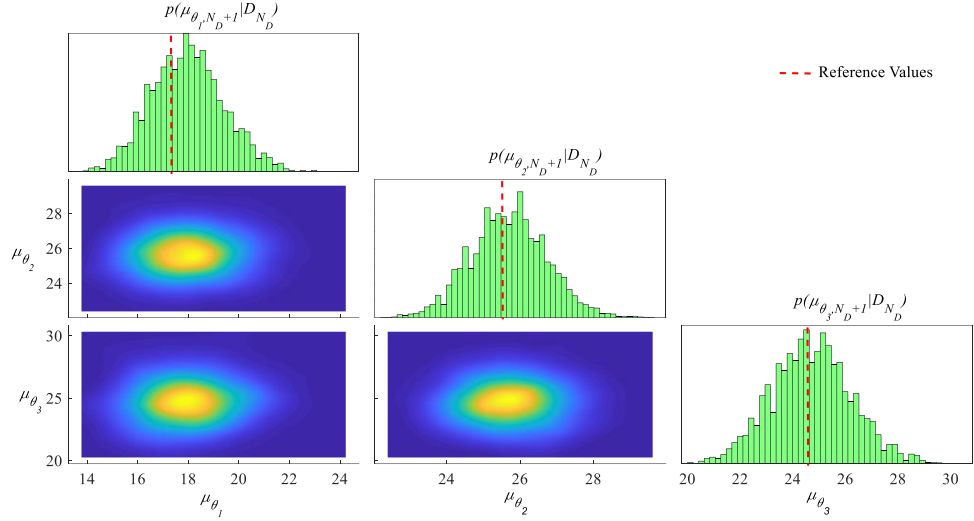 p(μθ1,ND+1|DND)
Reference Values
p(μθ2,ND+1|DND)
28
26
24
μθ2
p(μθ3,ND+1|DND)
30
25
20
μθ3
14 16 18 20 22 24
24 26 28
20 22 24 26 28 30
μθ1
μθ2
μθ3